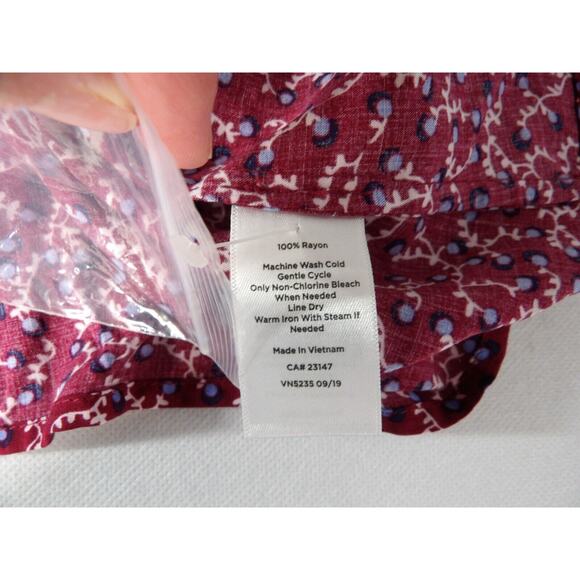 100% Rayon
Machine Wash Cold
Gentle Cycle
Only Non-Chlorine Bleach
When Needed
Line Dry
Warm Iron With Steam If
Needed
Made in Vietnam
CA# 23147
VN5235 09/19